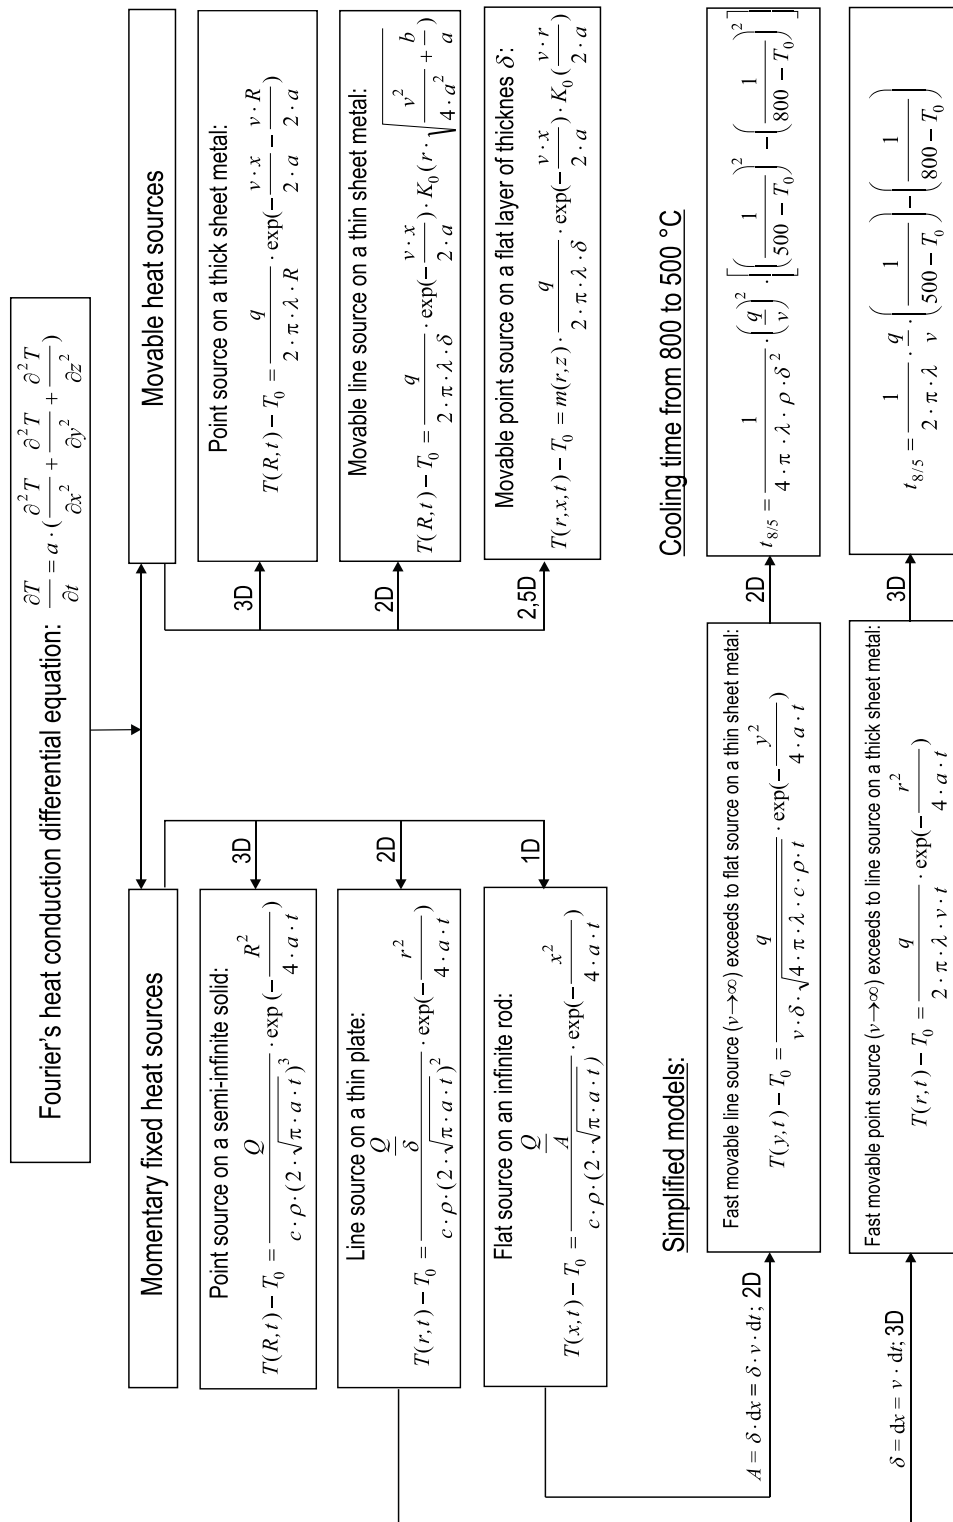 Fourier's heat conduction differential equation: ∂T/∂t = a · (∂²T/∂x² + ∂²T/∂y² + ∂²T/∂z²)
Momentary fixed heat sources
3D
Point source on a semi-infinite solid:
T(R,t) − T₀ = Q / (c · ρ · (2 · √(π · a · t))³) · exp(− R² / (4 · a · t))
2D
Line source on a thin plate:
T(r,t) − T₀ = (Q/δ) / (c · ρ · (2 · √(π · a · t))²) · exp(− r² / (4 · a · t))
1D
Flat source on an infinite rod:
T(x,t) − T₀ = (Q/A) / (c · ρ · (2 · √(π · a · t))) · exp(− x² / (4 · a · t))
Movable heat sources
3D
Point source on a thick sheet metal:
T(R,t) − T₀ = q / (2 · π · λ · R) · exp(− v · x / (2 · a) − v · R / (2 · a))
2D
Movable line source on a thin sheet metal:
T(R,t) − T₀ = q / (2 · π · λ · δ) · exp(− v · x / (2 · a)) · K₀(r · √(v² / (4 · a²) + b/a))
2,5D
Movable point source on a flat layer of thicknes δ:
T(r,x,t) − T₀ = m(r,z) · q / (2 · π · λ · δ) · exp(− v · x / (2 · a)) · K₀(v · r / (2 · a))
Simplified models:
A = δ · dx = δ · v · dt; 2D
Fast movable line source (v→∞) exceeds to flat source on a thin sheet metal:
T(y,t) − T₀ = q / (v · δ · √(4 · π · λ · c · ρ · t)) · exp(− y² / (4 · a · t))
δ = dx = v · dt; 3D
Fast movable point source (v→∞) exceeds to line source on a thick sheet metal:
T(r,t) − T₀ = q / (2 · π · λ · v · t) · exp(− r² / (4 · a · t))
Cooling time from 800 to 500 °C
2D
t₈/₅ = 1 / (4 · π · λ · ρ · δ²) · (q/v)² · [(1 / (500 − T₀))² − (1 / (800 − T₀))²]
3D
t₈/₅ = 1 / (2 · π · λ) · q/v · (1 / (500 − T₀)) − (1 / (800 − T₀))